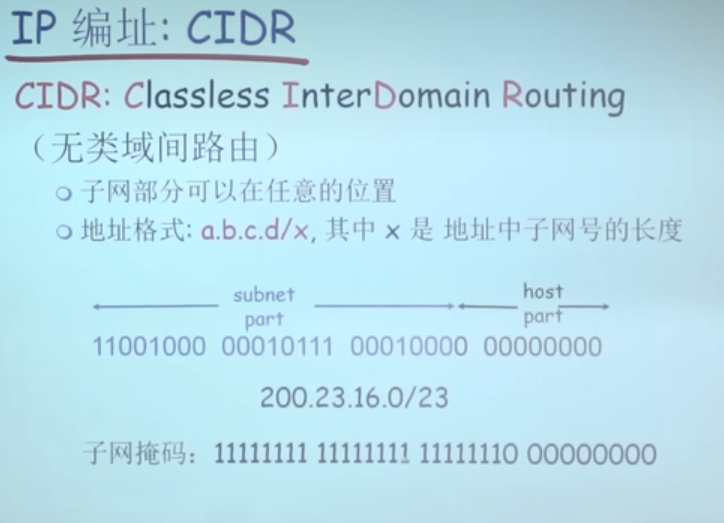 IP 编址: CIDR
CIDR: Classless InterDomain Routing
（无类域间路由）
子网部分可以在任意的位置
地址格式: a.b.c.d/x, 其中 x 是 地址中子网号的长度
subnet part
host part
11001000 00010111 00010000 00000000
200.23.16.0/23
子网掩码: 11111111 11111111 11111110 00000000